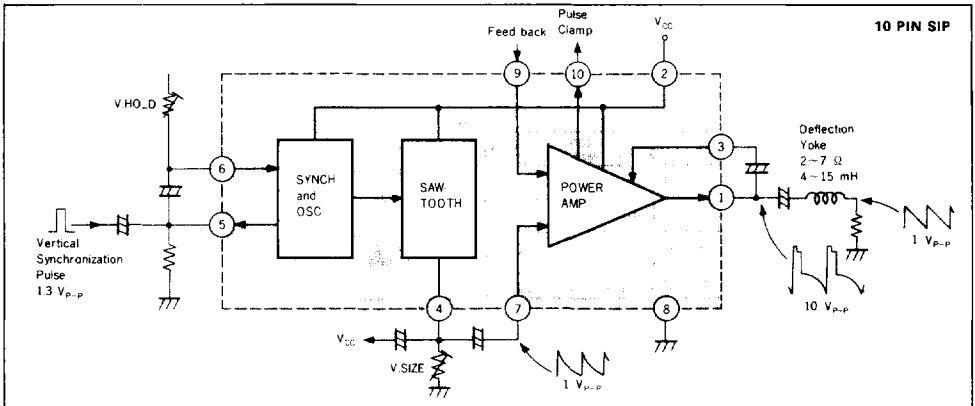 10 PIN SIP
Feed back
Pulse
Clamp
VCC
9
10
2
V.HO_D
6
5
SYNCH
and
OSC
SAW-
TOOTH
POWER
AMP
3
1
Deflection
Yoke
2~7 Ω
4~15 mH
1 VP-P
10 VP-P
Vertical
Synchronization
Pulse
1.3 VP-P
4
7
8
VCC
V.SIZE
1 VP-P